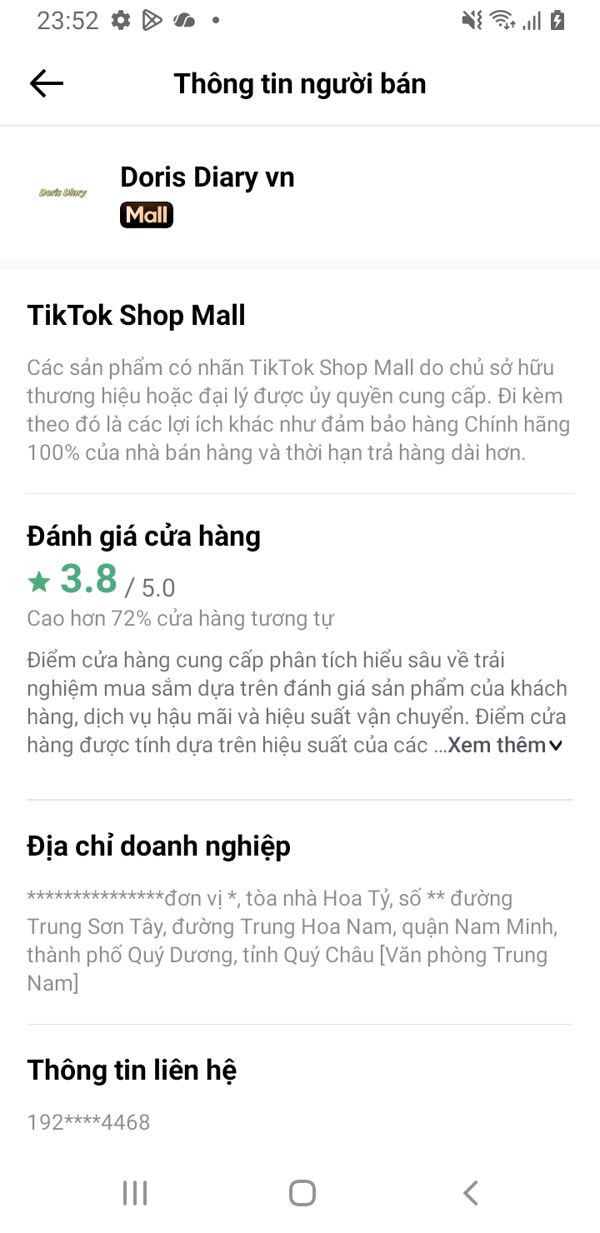 23:52
Thông tin người bán
Doris Diary
Doris Diary vn
Mall
TikTok Shop Mall
Các sản phẩm có nhãn TikTok Shop Mall do chủ sở hữu
thương hiệu hoặc đại lý được ủy quyền cung cấp. Đi kèm
theo đó là các lợi ích khác như đảm bảo hàng Chính hãng
100% của nhà bán hàng và thời hạn trả hàng dài hơn.
Đánh giá cửa hàng
3.8 / 5.0
Cao hơn 72% cửa hàng tương tự
Điểm cửa hàng cung cấp phân tích hiểu sâu về trải
nghiệm mua sắm dựa trên đánh giá sản phẩm của khách
hàng, dịch vụ hậu mãi và hiệu suất vận chuyển. Điểm cửa
hàng được tính dựa trên hiệu suất của các ...Xem thêm
Địa chỉ doanh nghiệp
***************đơn vị *, tòa nhà Hoa Tỷ, số ** đường
Trung Sơn Tây, đường Trung Hoa Nam, quận Nam Minh,
thành phố Quý Dương, tỉnh Quý Châu [Văn phòng Trung
Nam]
Thông tin liên hệ
192****4468